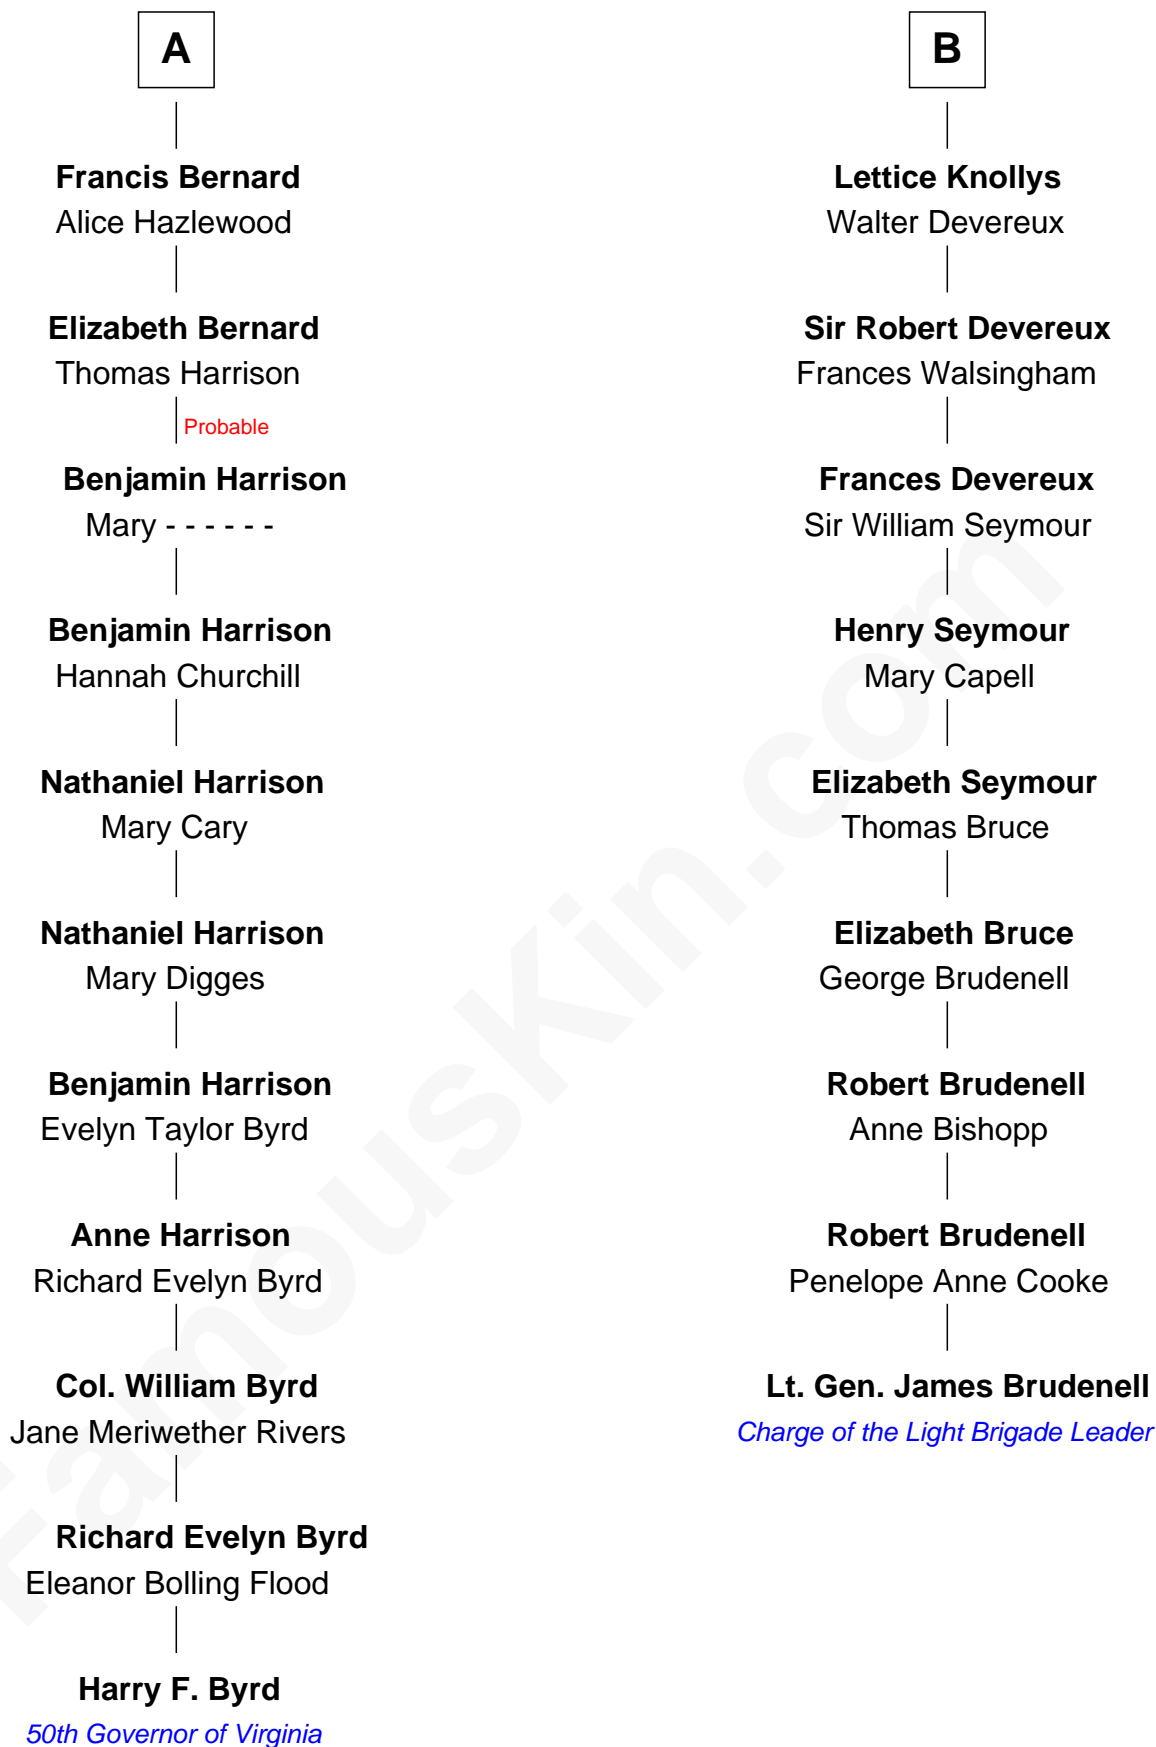 A
Francis Bernard
Alice Hazlewood
Elizabeth Bernard
Thomas Harrison
Probable
Benjamin Harrison
Mary - - - - - -
Benjamin Harrison
Hannah Churchill
Nathaniel Harrison
Mary Cary
Nathaniel Harrison
Mary Digges
Benjamin Harrison
Evelyn Taylor Byrd
Anne Harrison
Richard Evelyn Byrd
Col. William Byrd
Jane Meriwether Rivers
Richard Evelyn Byrd
Eleanor Bolling Flood
Harry F. Byrd
50th Governor of Virginia
B
Lettice Knollys
Walter Devereux
Sir Robert Devereux
Frances Walsingham
Frances Devereux
Sir William Seymour
Henry Seymour
Mary Capell
Elizabeth Seymour
Thomas Bruce
Elizabeth Bruce
George Brudenell
Robert Brudenell
Anne Bishopp
Robert Brudenell
Penelope Anne Cooke
Lt. Gen. James Brudenell
Charge of the Light Brigade Leader
FamousKin.com